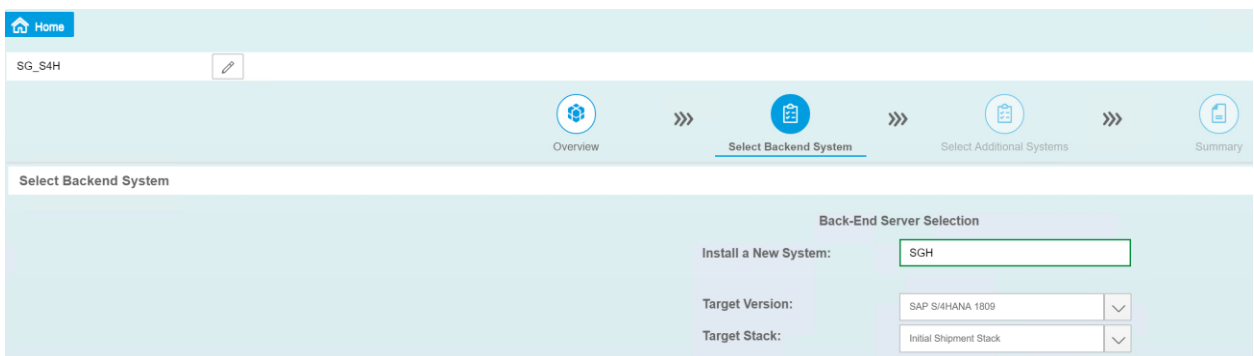 Home
SG_S4H
Overview
Select Backend System
Select Additional Systems
Summary
Select Backend System
Back-End Server Selection
Install a New System: SGH
Target Version: SAP S/4HANA 1809
Target Stack: Initial Shipment Stack